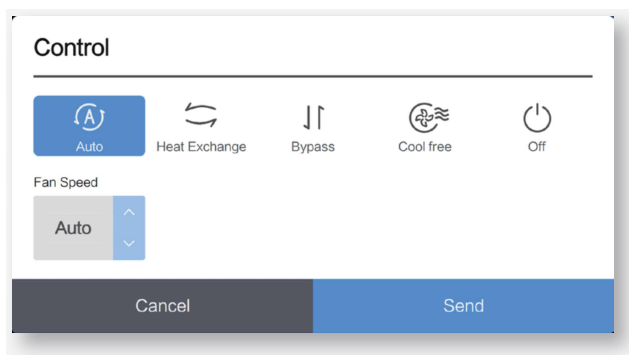 Control
A
Auto
Heat Exchange
Bypass
Cool free
Off
Fan Speed
Auto
Cancel
Send